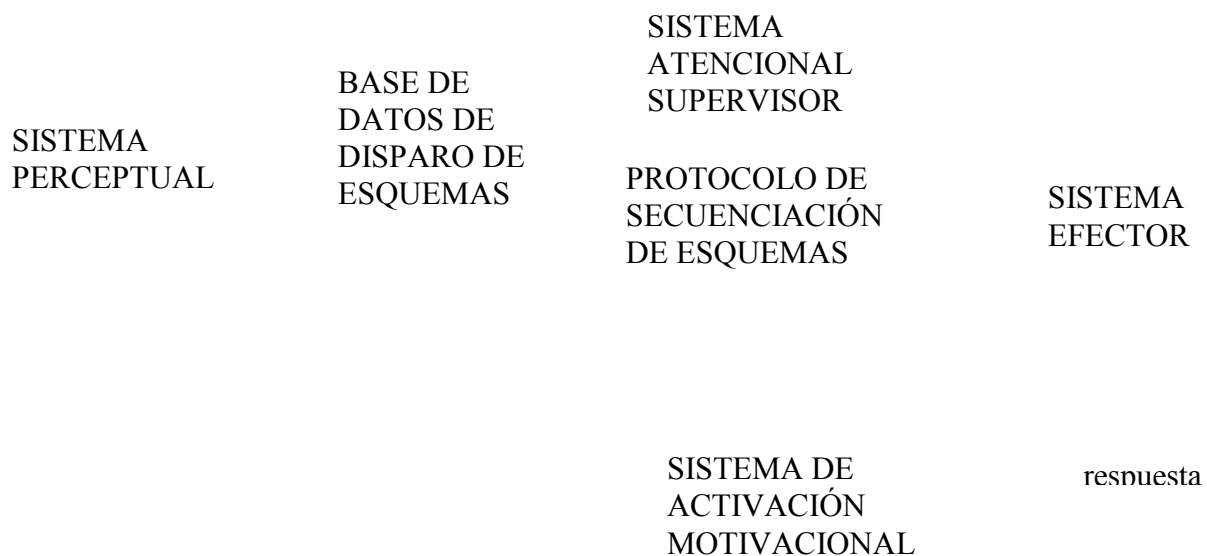 SISTEMA
PERCEPTUAL
BASE DE
DATOS DE
DISPARO DE
ESQUEMAS
SISTEMA
ATENCIONAL
SUPERVISOR
PROTOCOLO DE
SECUENCIACIÓN
DE ESQUEMAS
SISTEMA
EFECTOR
SISTEMA DE
ACTIVACIÓN
MOTIVACIONAL
respuesta